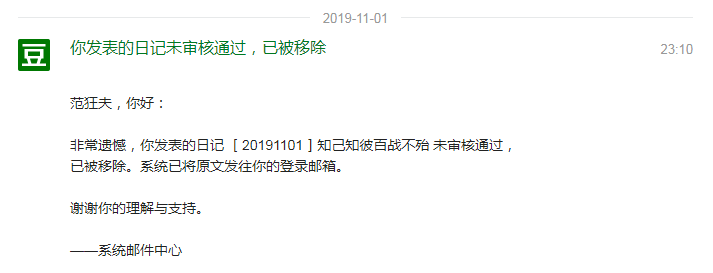 2019-11-01
豆
你发表的日记未审核通过，已被移除
23:10
范狂夫，你好：
非常遗憾，你发表的日记 [ 20191101 ] 知己知彼百战不殆 未审核通过，
已被移除。系统已将原文发往你的登录邮箱。
谢谢你的理解与支持。
——系统邮件中心